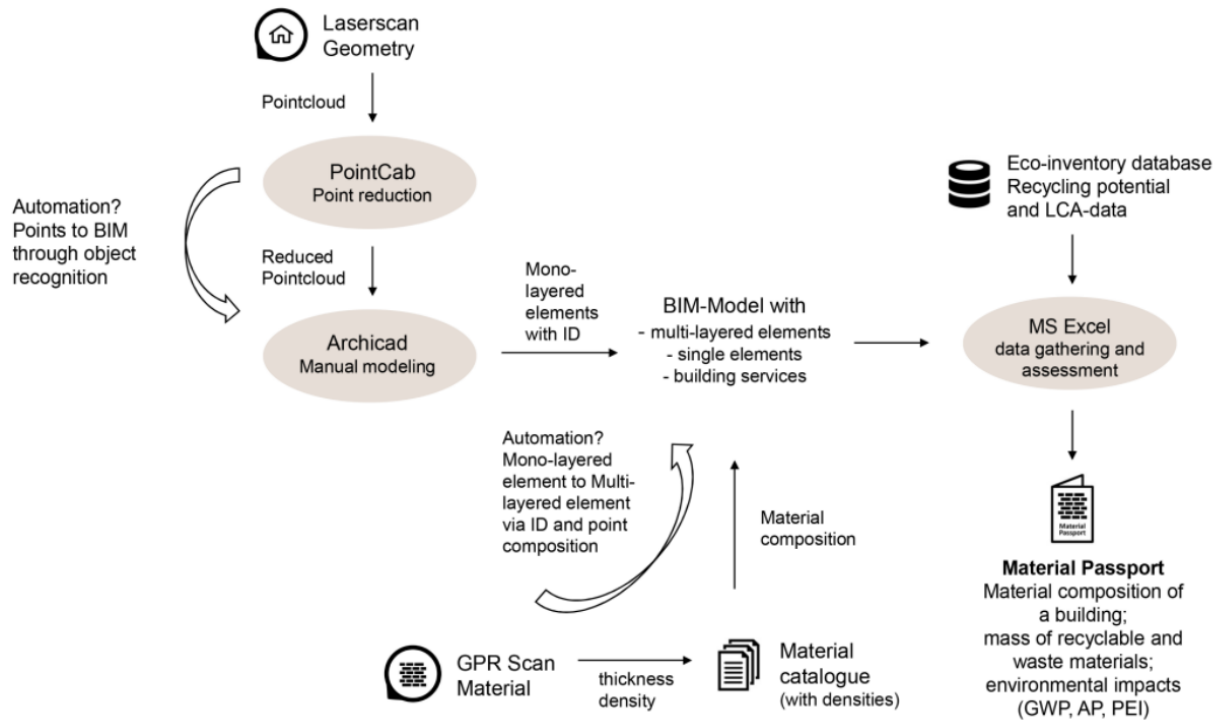 Laserscan
Geometry
Pointcloud
PointCab
Point reduction
Automation?
Points to BIM
through object
recognition
Reduced
Pointcloud
Archicad
Manual modeling
Mono-
layered
elements
with ID
BIM-Model with
- multi-layered elements
- single elements
- building services
Eco-inventory database
Recycling potential
and LCA-data
MS Excel
data gathering and
assessment
Automation?
Mono-layered
element to Multi-
layered element
via ID and point
composition
Material
composition
GPR Scan
Material
thickness
density
Material
catalogue
(with densities)
Material
Passport
Material Passport
Material composition of
a building;
mass of recyclable and
waste materials;
environmental impacts
(GWP, AP, PEI)